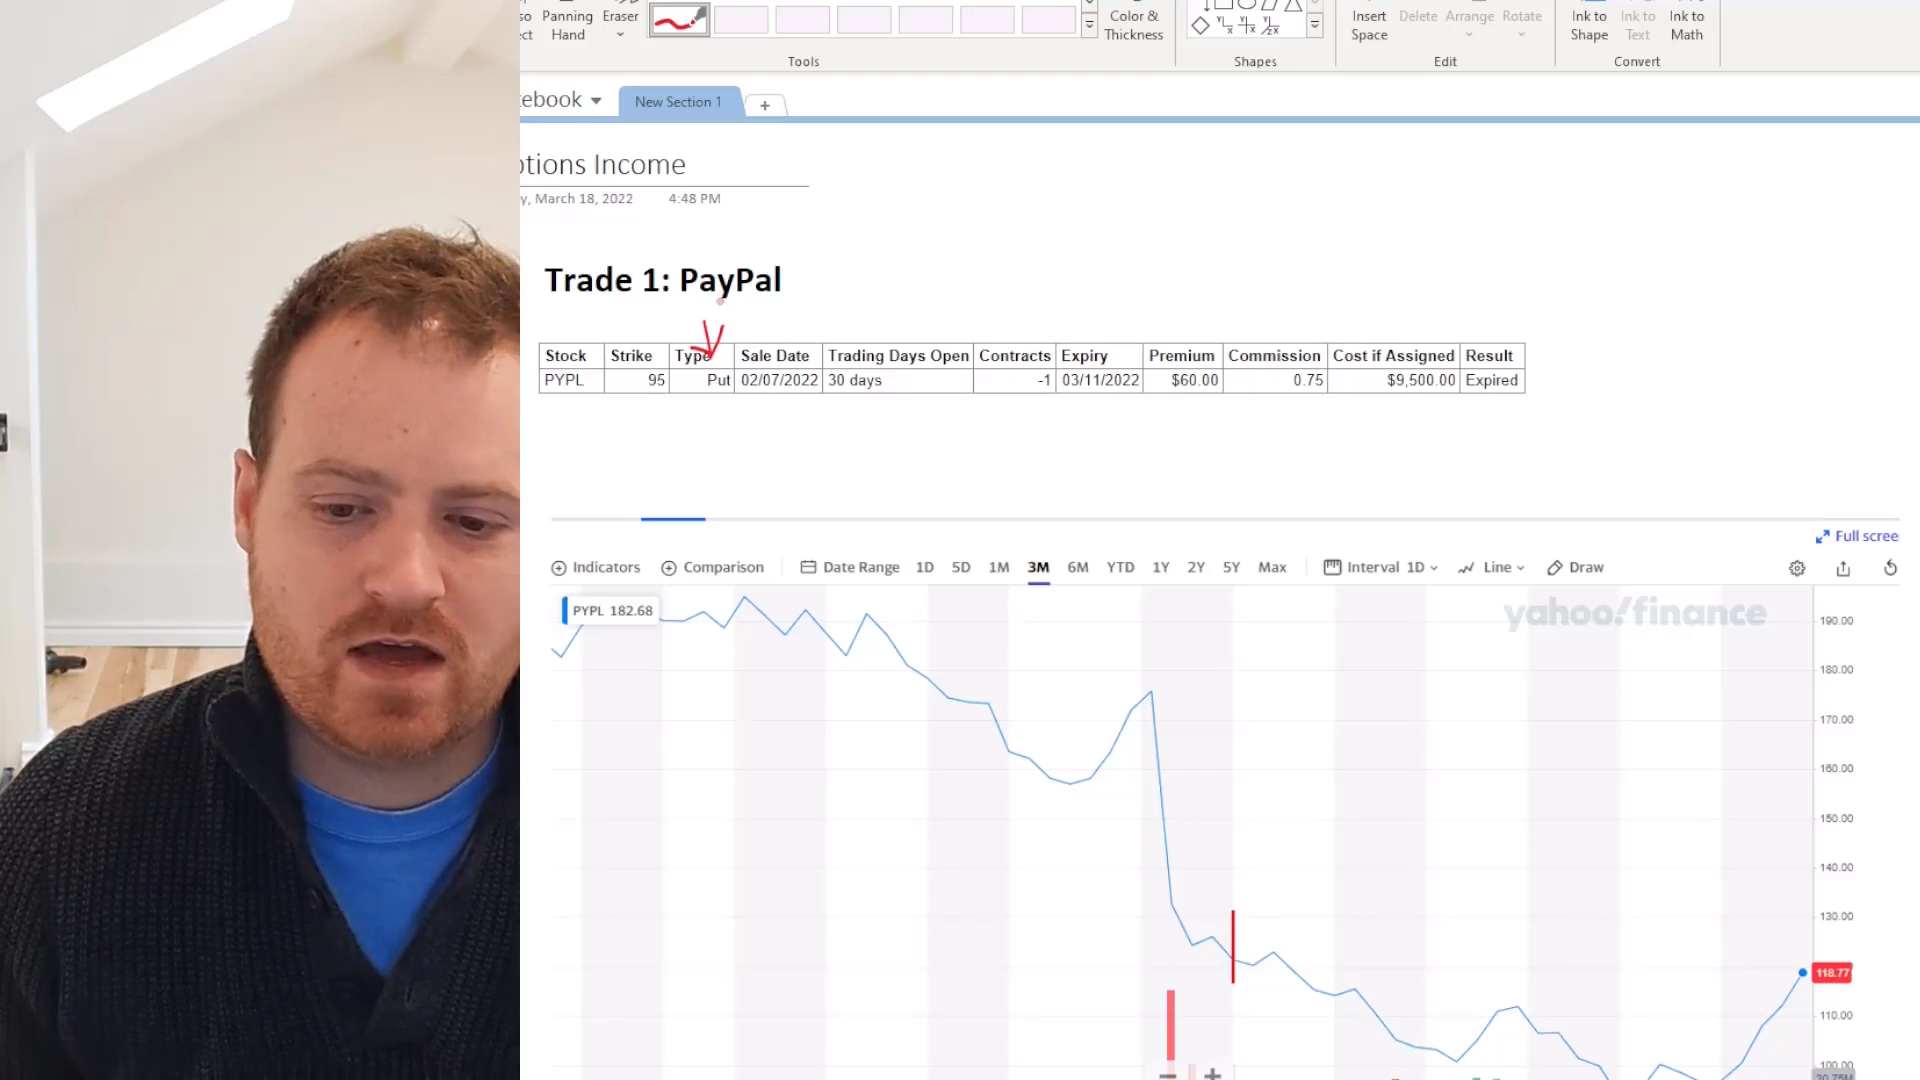 Panning Hand
Eraser
Color & Thickness
Insert Space
Delete
Arrange
Rotate
Ink to Shape
Ink to Text
Ink to Math
Tools
Shapes
Edit
Convert
New Section 1
+
Income
March 18, 2022 4:48 PM
Trade 1: PayPal
Stock Strike Type Sale Date Trading Days Open Contracts Expiry Premium Commission Cost if Assigned Result
PYPL 95 Put 02/07/2022 30 days -1 03/11/2022 $60.00 0.75 $9,500.00 Expired
Full scree
Indicators Comparison Date Range 1D 5D 1M 3M 6M YTD 1Y 2Y 5Y Max Interval 1D Line Draw
PYPL 182.68
yahoo!finance
190.00
180.00
170.00
160.00
150.00
140.00
130.00
118.77
110.00
100.00